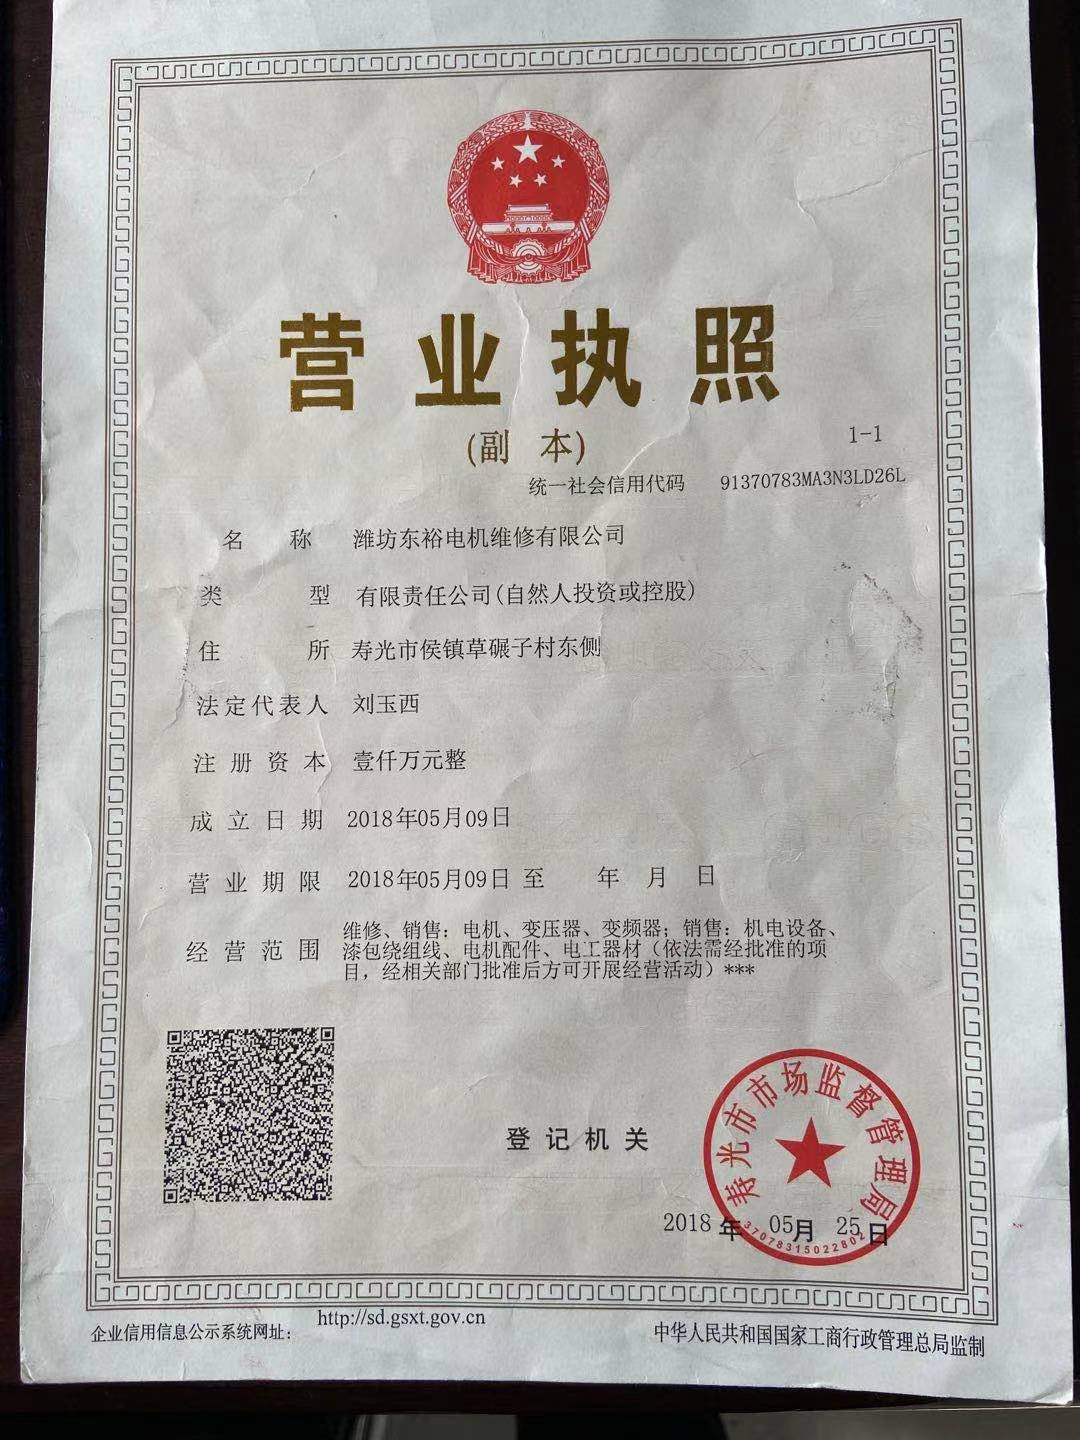 营业执照
(副 本)
1-1
统一社会信用代码 91370783MA3N3LD26L
名称 潍坊东裕电机维修有限公司
类型 有限责任公司(自然人投资或控股)
住所 寿光市侯镇草碾子村东侧
法定代表人 刘玉西
注册资本 壹仟万元整
成立日期 2018年05月09日
营业期限 2018年05月09日 至 年 月 日
经营范围 维修、销售：电机、变压器、变频器；销售：机电设备、
漆包绕组线、电机配件、电工器材（依法需经批准的项
目，经相关部门批准后方可开展经营活动）***
登记机关
寿光市市场监督管理局
3707831502280​2
2018 年 05月 25日
企业信用信息公示系统网址： http://sd.gsxt.gov.cn
中华人民共和国国家工商行政管理总局监制